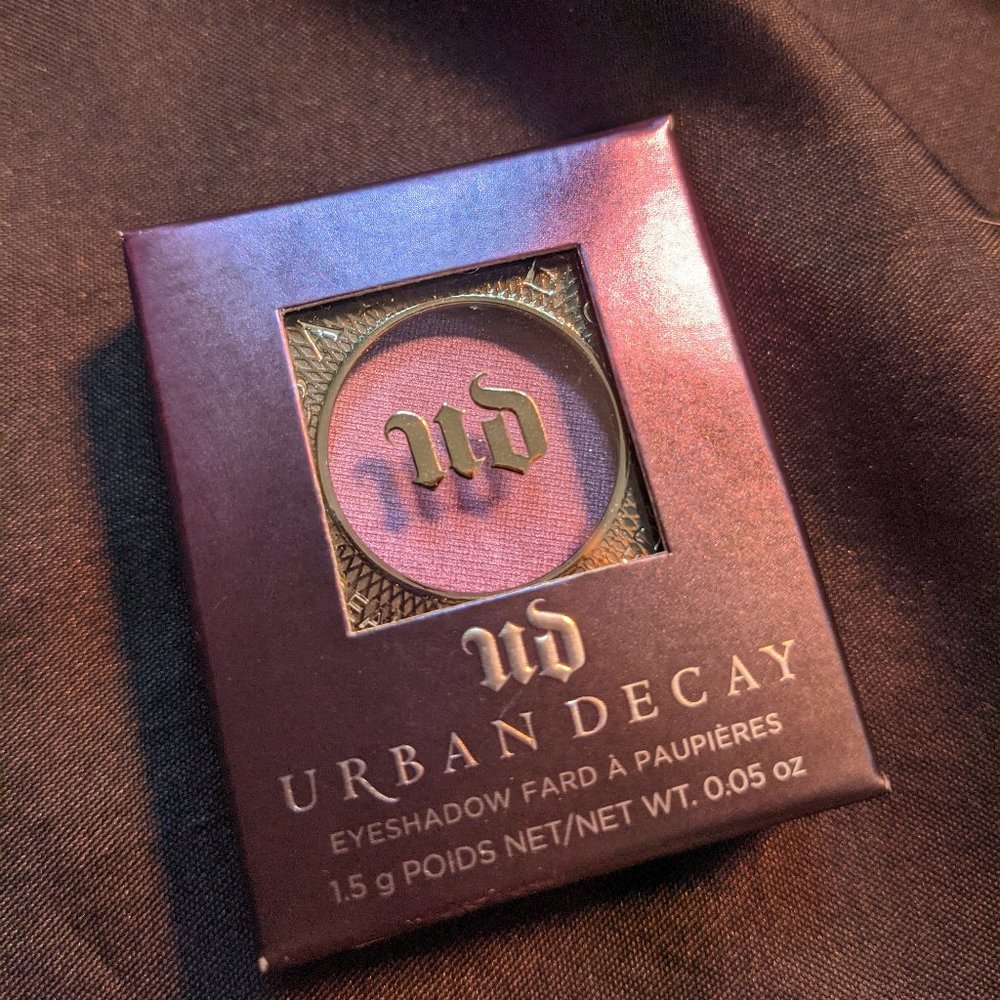 ud
ud
URBAN DECAY
EYESHADOW FARD À PAUPIÈRES
1.5 g POIDS NET/NET WT. 0.05 oz